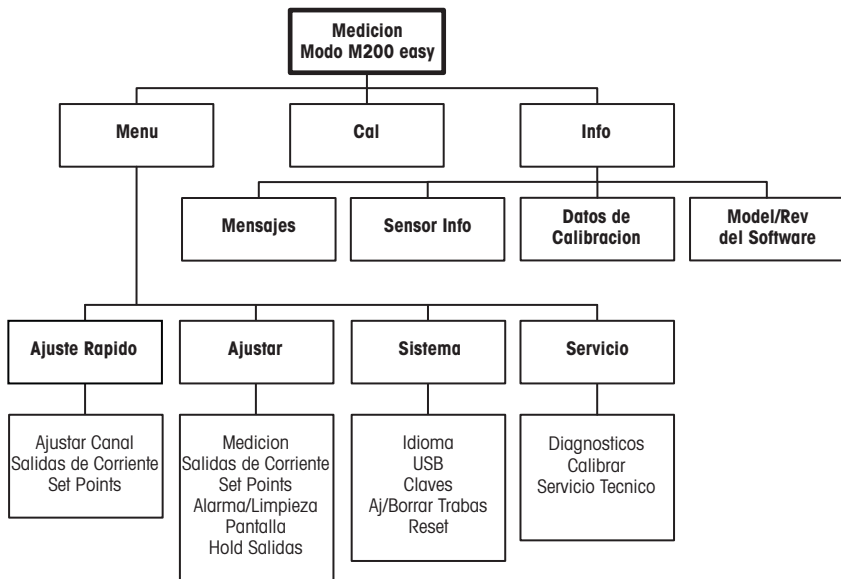 Medicion
Modo M200 easy
Menu
Cal
Info
Mensajes
Sensor Info
Datos de
Calibracion
Model/Rev
del Software
Ajuste Rapido
Ajustar
Sistema
Servicio
Ajustar Canal
Salidas de Corriente
Set Points
Medicion
Salidas de Corriente
Set Points
Alarma/Limpieza
Pantalla
Hold Salidas
Idioma
USB
Claves
Aj/Borrar Trabas
Reset
Diagnosticos
Calibrar
Servicio Tecnico